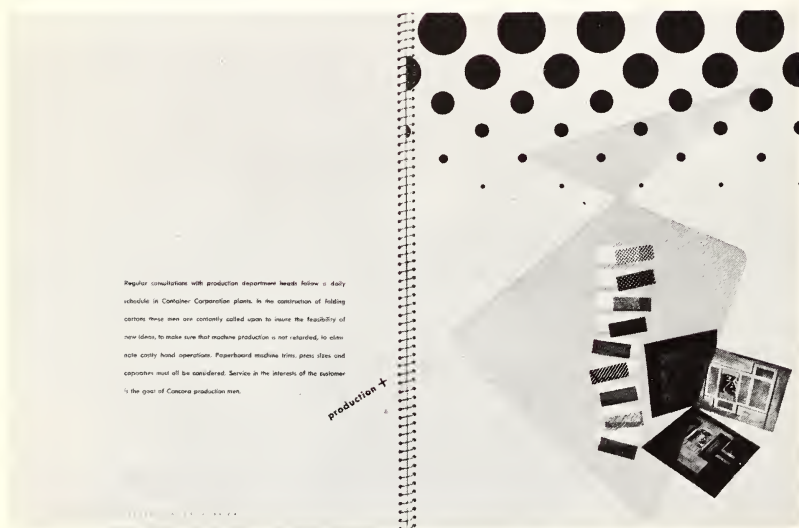 Regular consultations with production department heads follow a daily
schedule in Container Corporation plants. In the construction of folding
cartons these men are contantly called upon to insure the feasibility of
new ideas, to make sure that machine production is not retarded, to elimi-
nate costly hand operations. Paperboard machine trims, press sizes and
capacities must all be considered. Service in the interests of the customer
is the goal of Concora production men.
production +